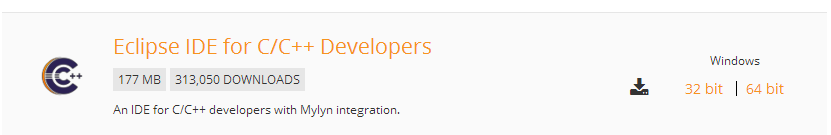 Eclipse IDE for C/C++ Developers
177 MB 313,050 DOWNLOADS
An IDE for C/C++ developers with Mylyn integration.
Windows
32 bit | 64 bit
C++